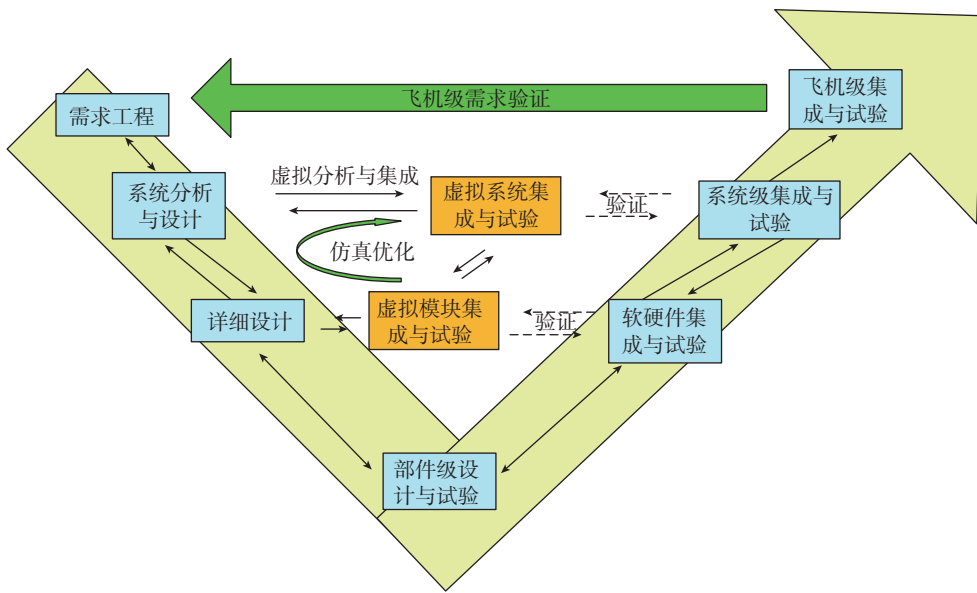 飞机级集
成与试验
飞机级需求验证
需求工程
虚拟分析与集成
系统分析
与设计
虚拟系统集
成与试验
验证
系统级集成与
试验
仿真优化
详细设计
虚拟模块集
成与试验
验证
软硬件集
成与试验
部件级设
计与试验